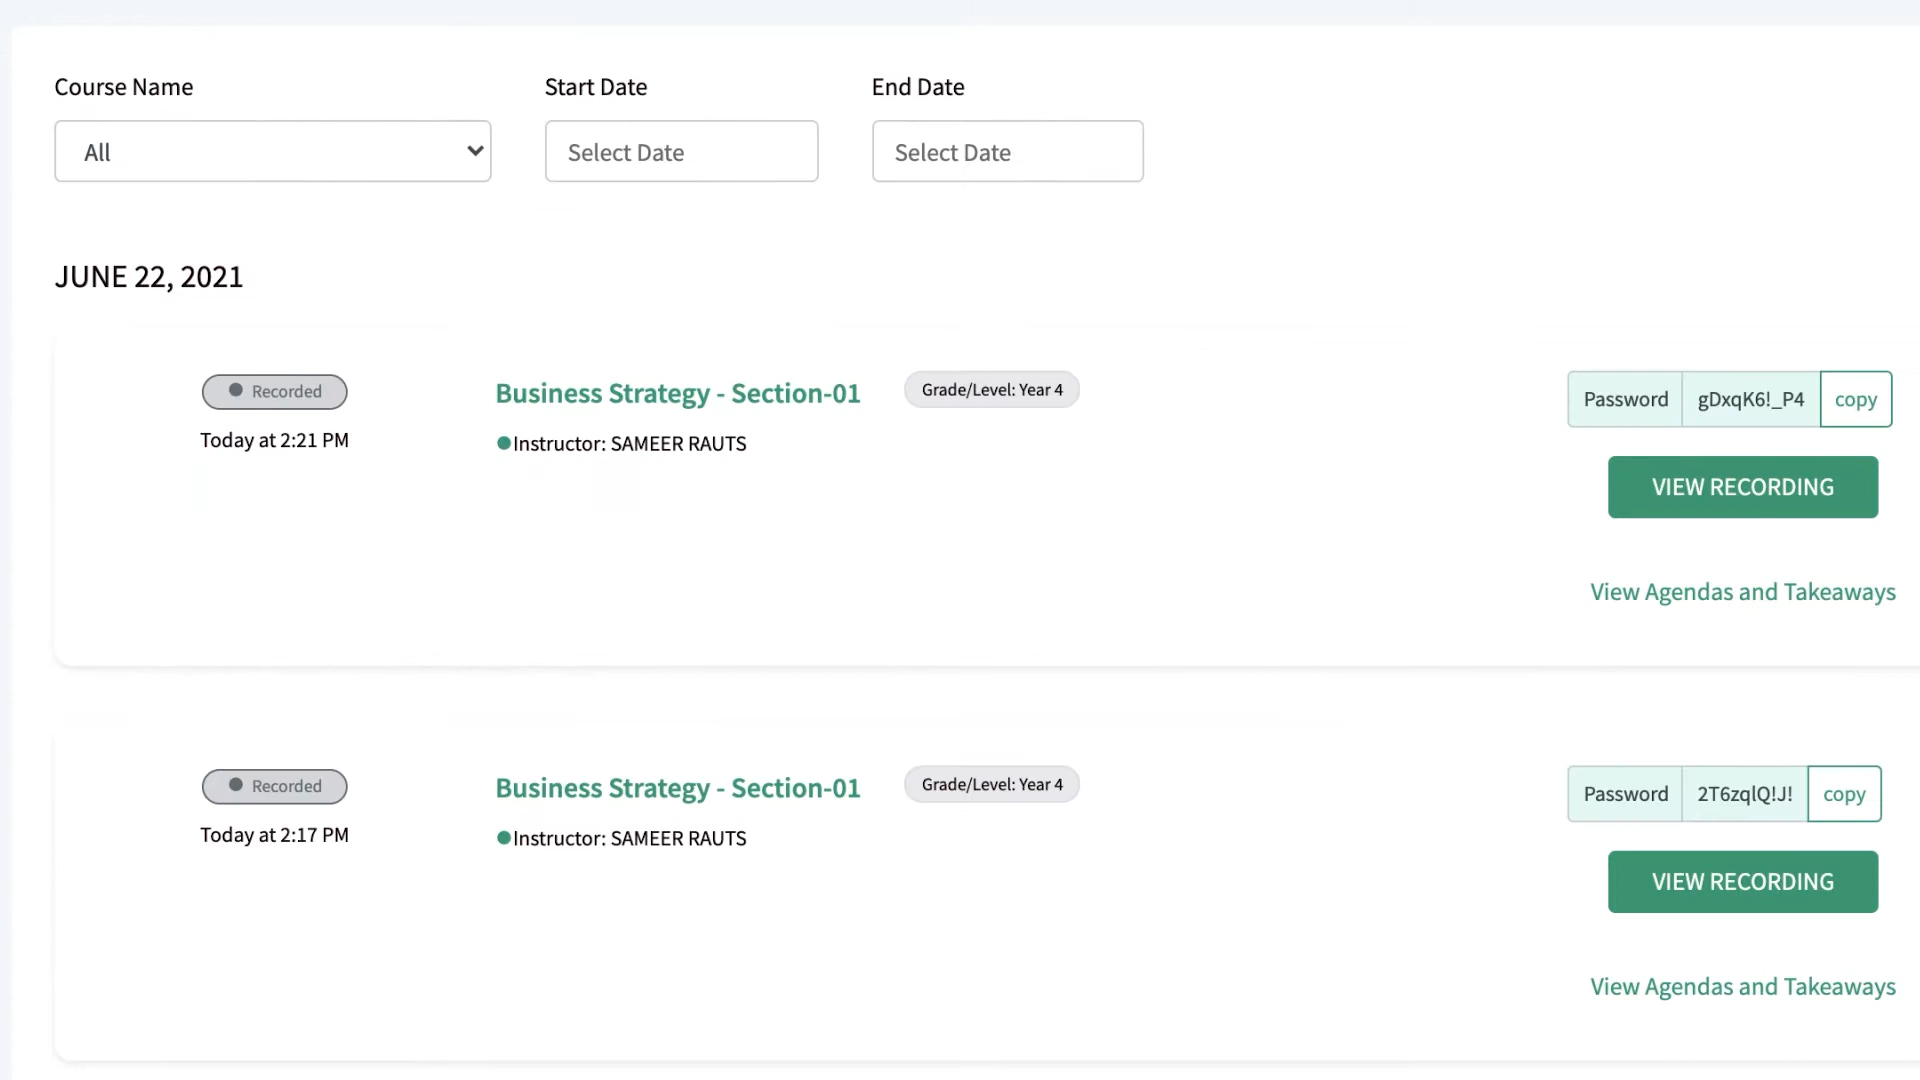 Course Name Start Date End Date
All Select Date Select Date
JUNE 22, 2021
Recorded Business Strategy - Section-01 Grade/Level: Year 4 Password gDxqK6!_P4 copy
Today at 2:21 PM Instructor: SAMEER RAUTS
VIEW RECORDING
View Agendas and Takeaways
Recorded Business Strategy - Section-01 Grade/Level: Year 4 Password 2T6zqlQ!J! copy
Today at 2:17 PM Instructor: SAMEER RAUTS
VIEW RECORDING
View Agendas and Takeaways